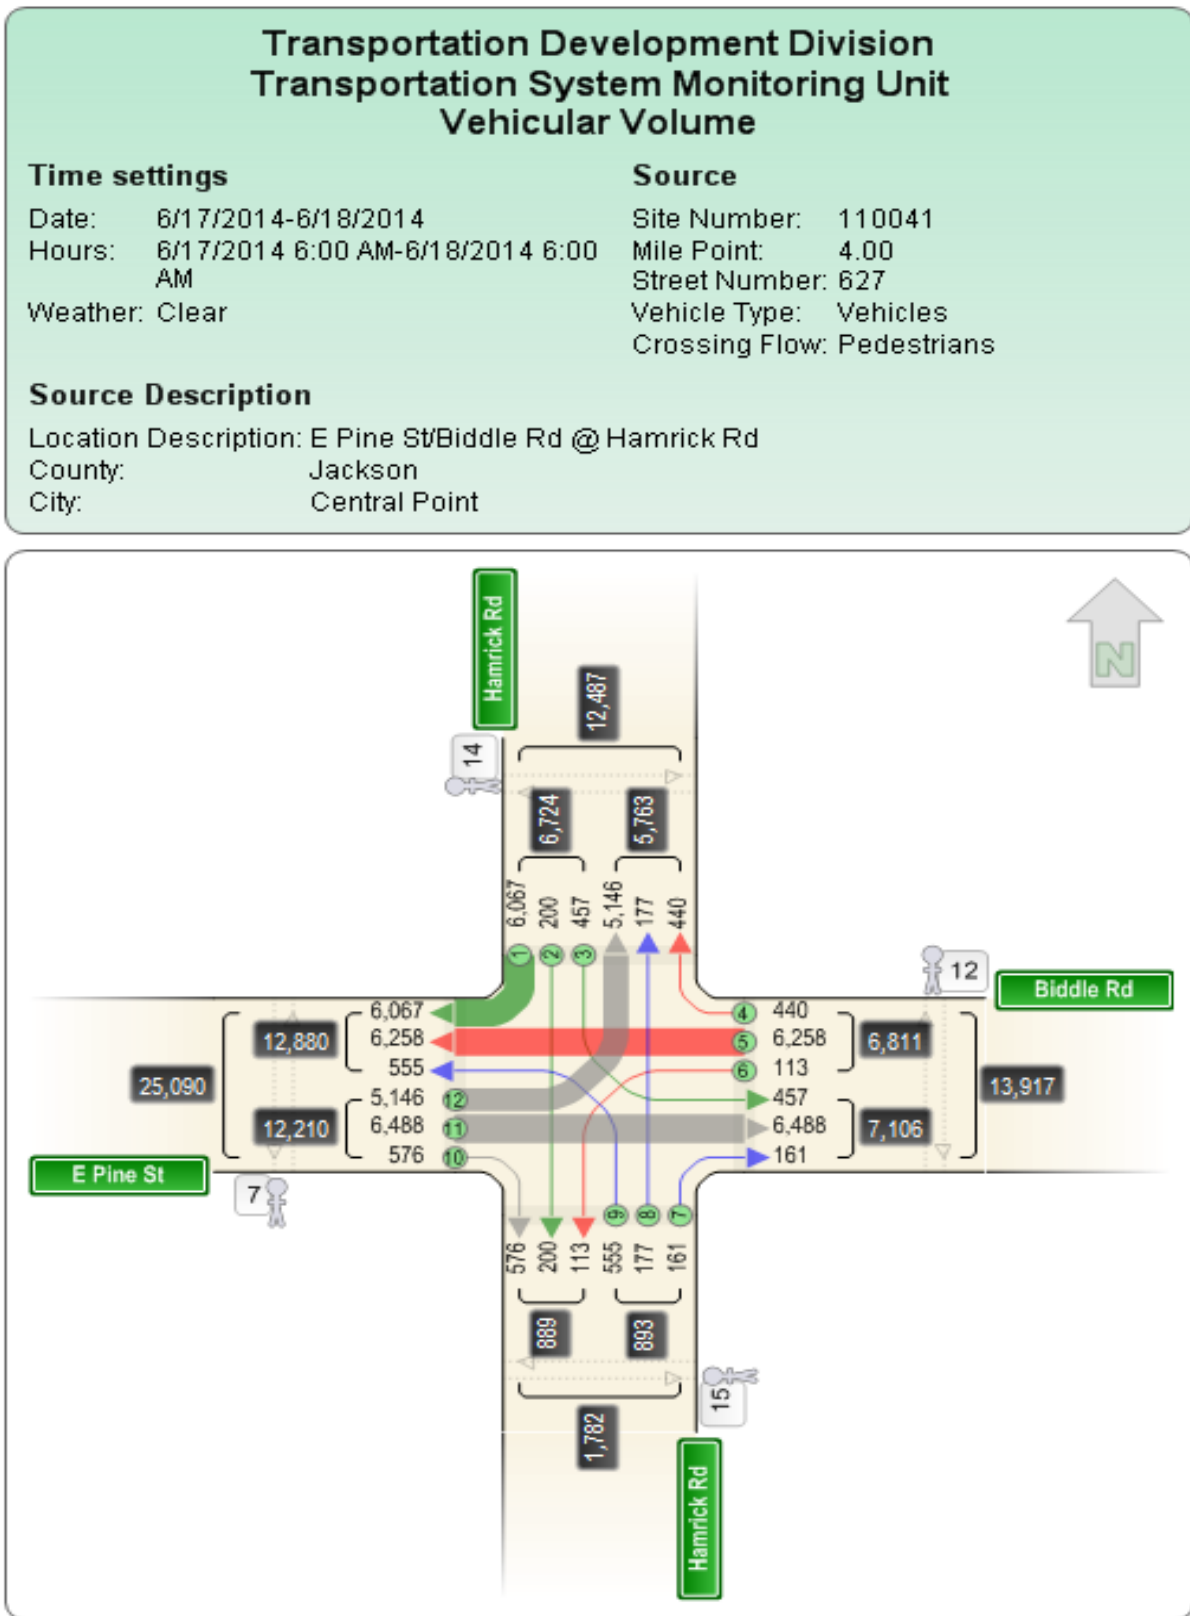 Transportation Development Division
Transportation System Monitoring Unit
Vehicular Volume
Time settings
Date: 6/17/2014-6/18/2014
Hours: 6/17/2014 6:00 AM-6/18/2014 6:00
AM
Weather: Clear
Source
Site Number: 110041
Mile Point: 4.00
Street Number: 627
Vehicle Type: Vehicles
Crossing Flow: Pedestrians
Source Description
Location Description: E Pine St/Biddle Rd @ Hamrick Rd
County: Jackson
City: Central Point
N
Hamrick Rd
12,487
14
6,724
5,763
6,067
200
457
5,146
177
440
1
2
3
12
Biddle Rd
6,067
6,258
555
5,146
6,488
576
12,880
12,210
25,090
12
11
10
E Pine St
7
4
5
6
440
6,258
113
457
6,488
161
6,811
7,106
13,917
9
8
7
576
200
113
555
177
161
889
893
15
1,782
Hamrick Rd